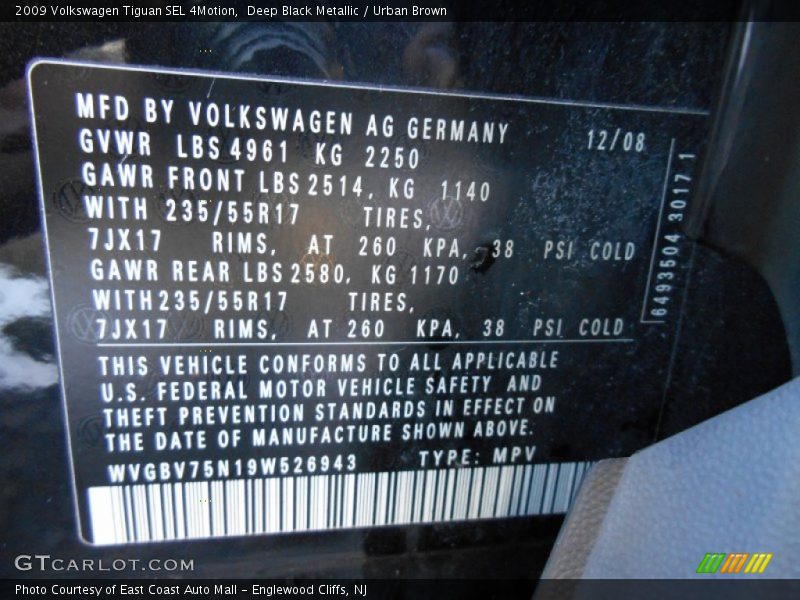 2009 Volkswagen Tiguan SEL 4Motion, Deep Black Metallic / Urban Brown
MFD BY VOLKSWAGEN AG GERMANY 12/08
GVWR LBS 4961 KG 2250
GAWR FRONT LBS 2514, KG 1140
WITH 235/55R17 TIRES,
7JX17 RIMS, AT 260 KPA, 38 PSI COLD
GAWR REAR LBS 2580, KG 1170
WITH 235/55R17 TIRES,
7JX17 RIMS, AT 260 KPA, 38 PSI COLD
6493504 3017 1
THIS VEHICLE CONFORMS TO ALL APPLICABLE
U.S. FEDERAL MOTOR VEHICLE SAFETY AND
THEFT PREVENTION STANDARDS IN EFFECT ON
THE DATE OF MANUFACTURE SHOWN ABOVE.
WVGBV75N19W526943 TYPE: MPV
GTCARLOT.COM
Photo Courtesy of East Coast Auto Mall - Englewood Cliffs, NJ